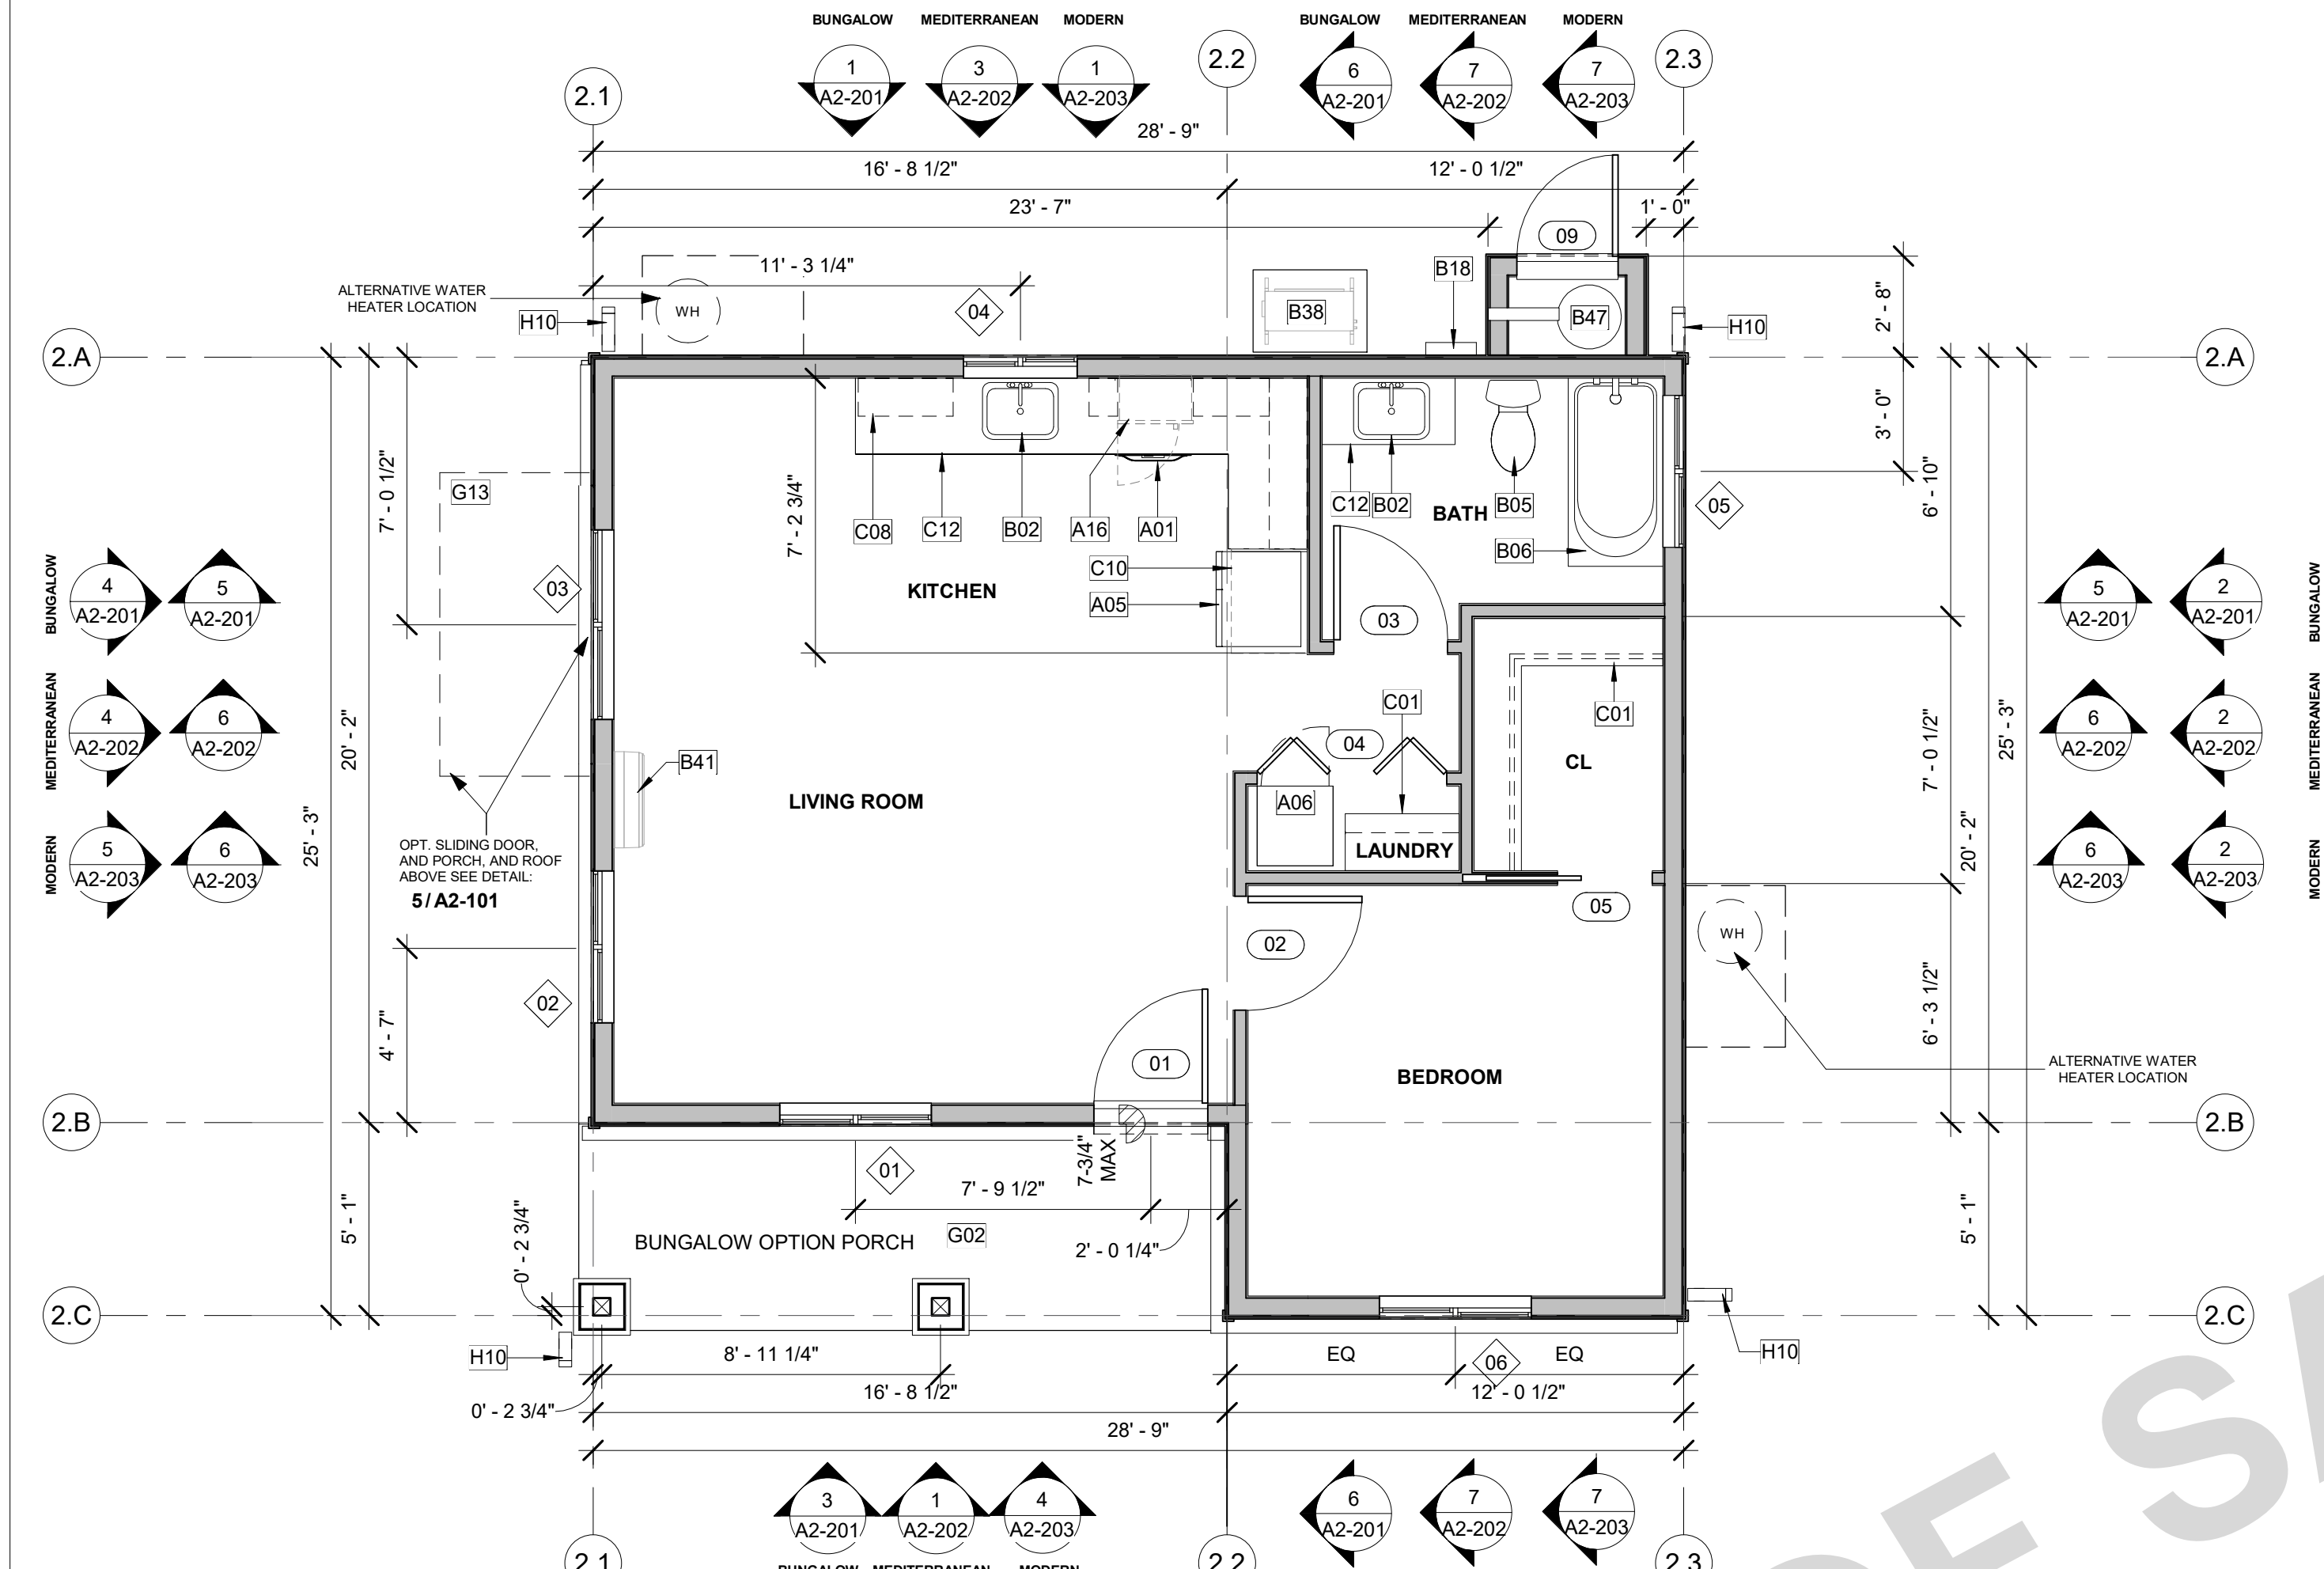 BUNGALOW MEDITERRANEAN MODERN
BUNGALOW MEDITERRANEAN MODERN
1 A2-201
3 A2-202
1 A2-203
6 A2-201
7 A2-202
7 A2-203
2.1
2.2
2.3
28' - 9"
16' - 8 1/2"
12' - 0 1/2"
23' - 7"
1' - 0"
09
11' - 3 1/4"
ALTERNATIVE WATER
HEATER LOCATION
WH
H10
04
B38
B18
B47
H10
2' - 8"
2.A
2.A
3' - 0"
7' - 0 1/2"
G13
7' - 2 3/4"
C08
C12
B02
A16
A01
C12
B02
BATH
B05
B06
05
6' - 10"
KITCHEN
C10
A05
03
03
BUNGALOW
4 A2-201
5 A2-201
5 A2-201
2 A2-201
BUNGALOW
MEDITERRANEAN
4 A2-202
6 A2-202
6 A2-202
2 A2-202
MEDITERRANEAN
MODERN
5 A2-203
6 A2-203
6 A2-203
2 A2-203
MODERN
25' - 3"
20' - 2"
B41
LIVING ROOM
C01
04
C01
CL
A06
LAUNDRY
7' - 0 1/2"
25' - 3"
20' - 2"
OPT. SLIDING DOOR,
AND PORCH, AND ROOF
ABOVE SEE DETAIL:
5 / A2-101
02
4' - 7"
02
05
WH
6' - 3 1/2"
ALTERNATIVE WATER
HEATER LOCATION
01
BEDROOM
2.B
2.B
01
7-3/4"
MAX
7' - 9 1/2"
2' - 0 1/4"
BUNGALOW OPTION PORCH
G02
0' - 2 3/4"
5' - 1"
5' - 1"
2.C
2.C
H10
8' - 11 1/4"
EQ
06
EQ
H10
0' - 2 3/4"
16' - 8 1/2"
12' - 0 1/2"
28' - 9"
3 A2-201
1 A2-202
4 A2-203
6 A2-201
7 A2-202
7 A2-203
2.1
2.2
2.3
BUNGALOW MEDITERRANEAN MODERN